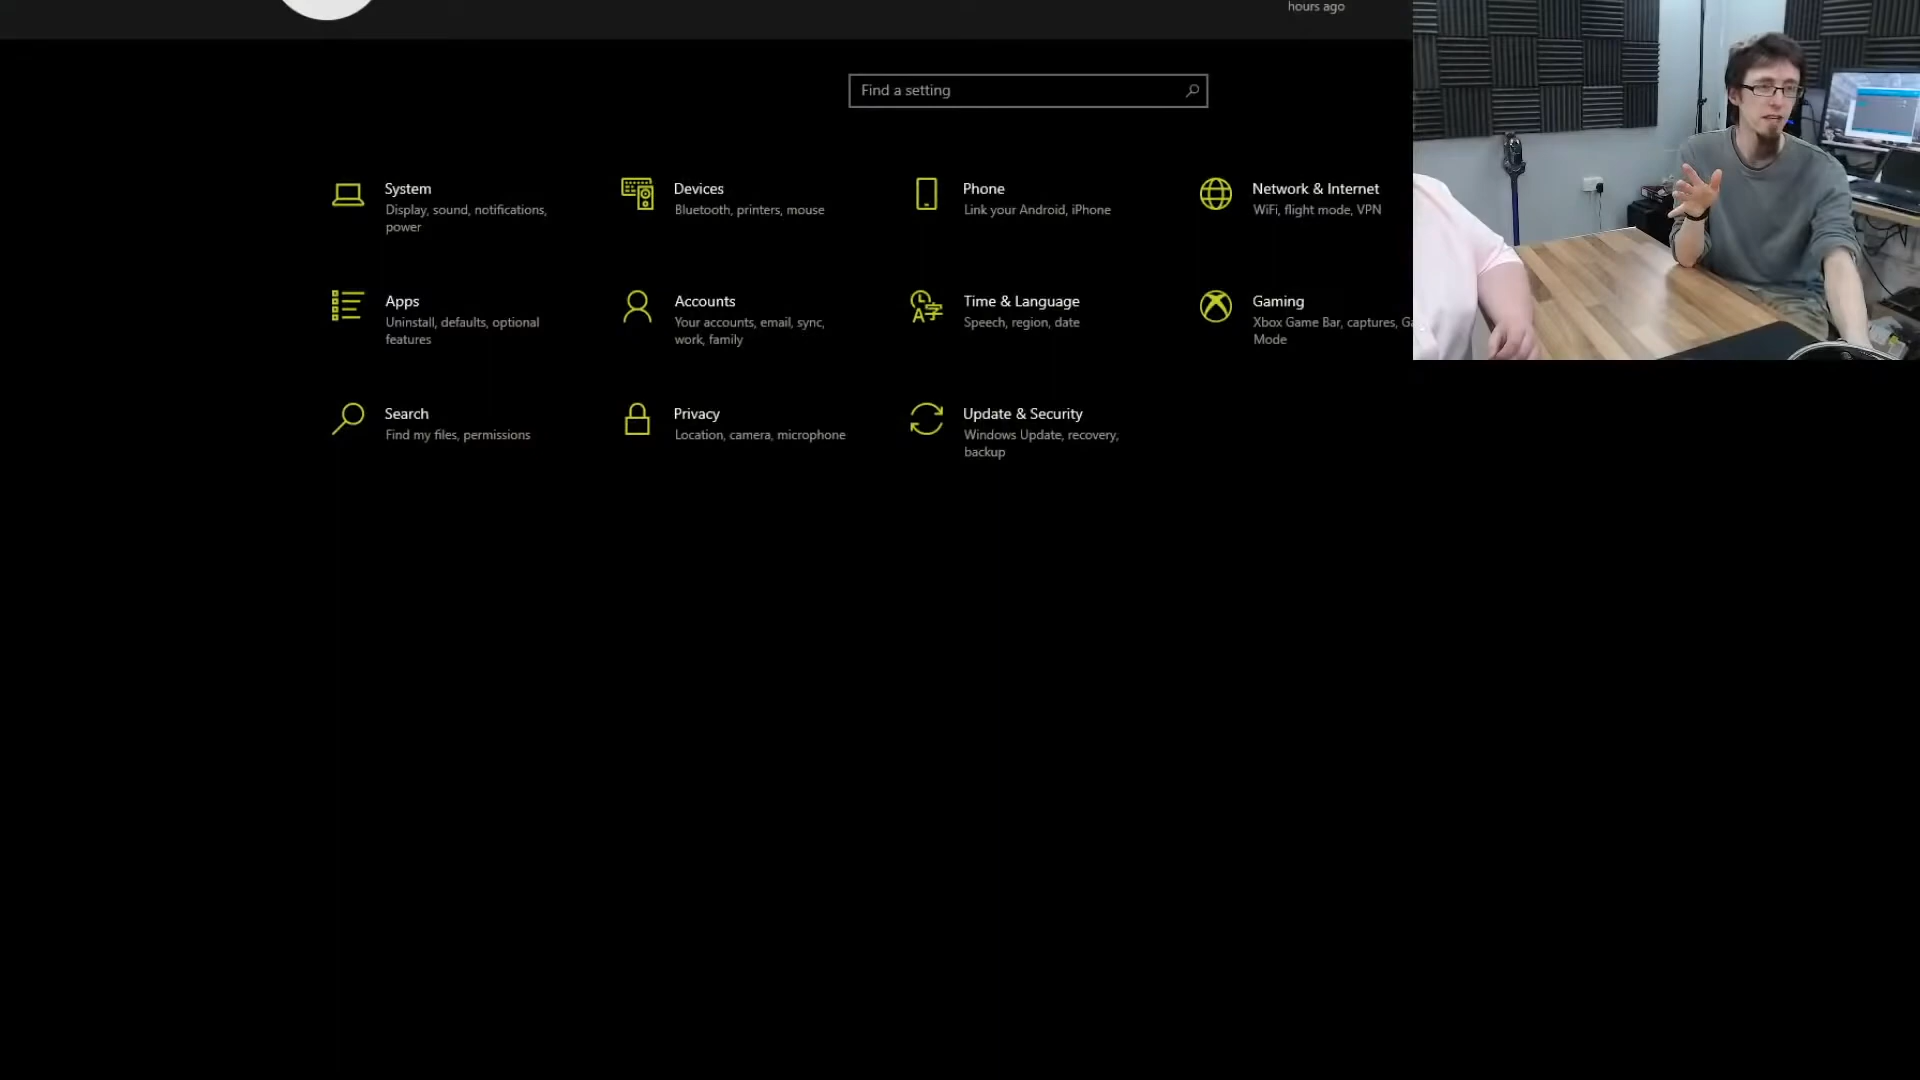 hours ago
Find a setting
System
Display, sound, notifications,
power
Devices
Bluetooth, printers, mouse
Phone
Link your Android, iPhone
Network & Internet
WiFi, flight mode, VPN
Apps
Uninstall, defaults, optional
features
Accounts
Your accounts, email, sync,
work, family
Time & Language
Speech, region, date
Gaming
Xbox Game Bar, captures,
Mode
Search
Find my files, permissions
Privacy
Location, camera, microphone
Update & Security
Windows Update, recovery,
backup